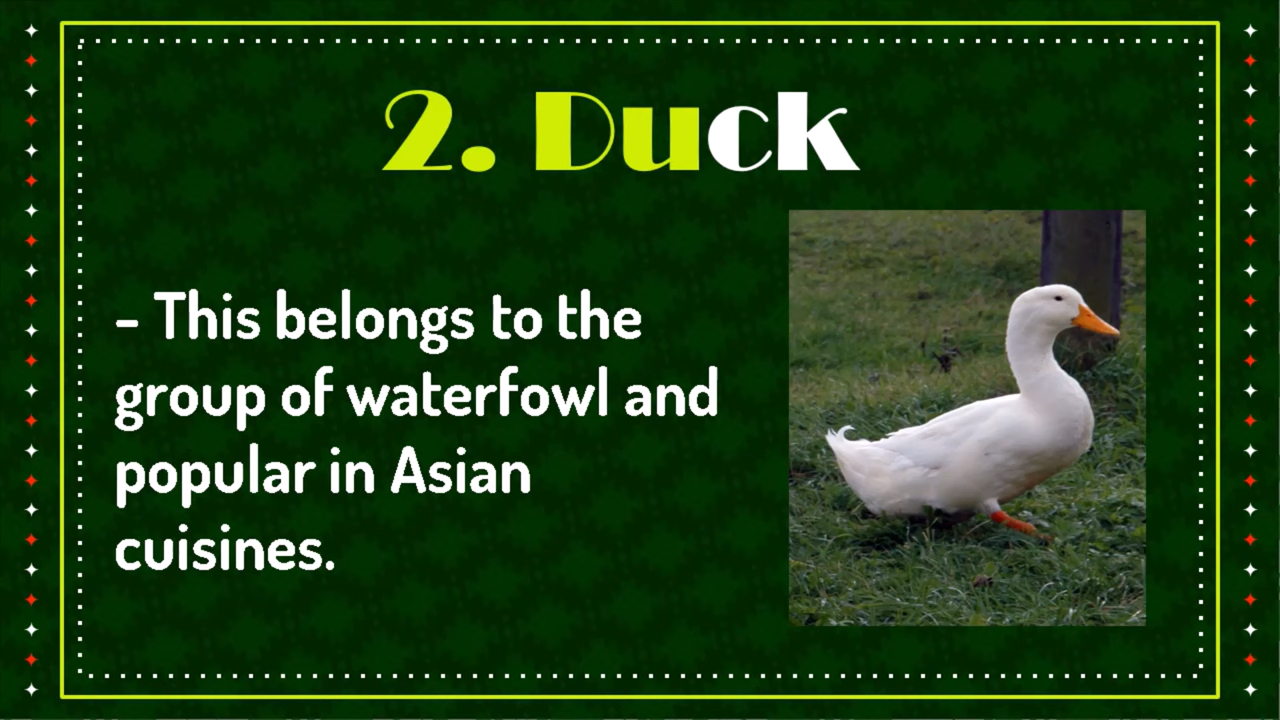 2. Duck
- This belongs to the
group of waterfowl and
popular in Asian
cuisines.